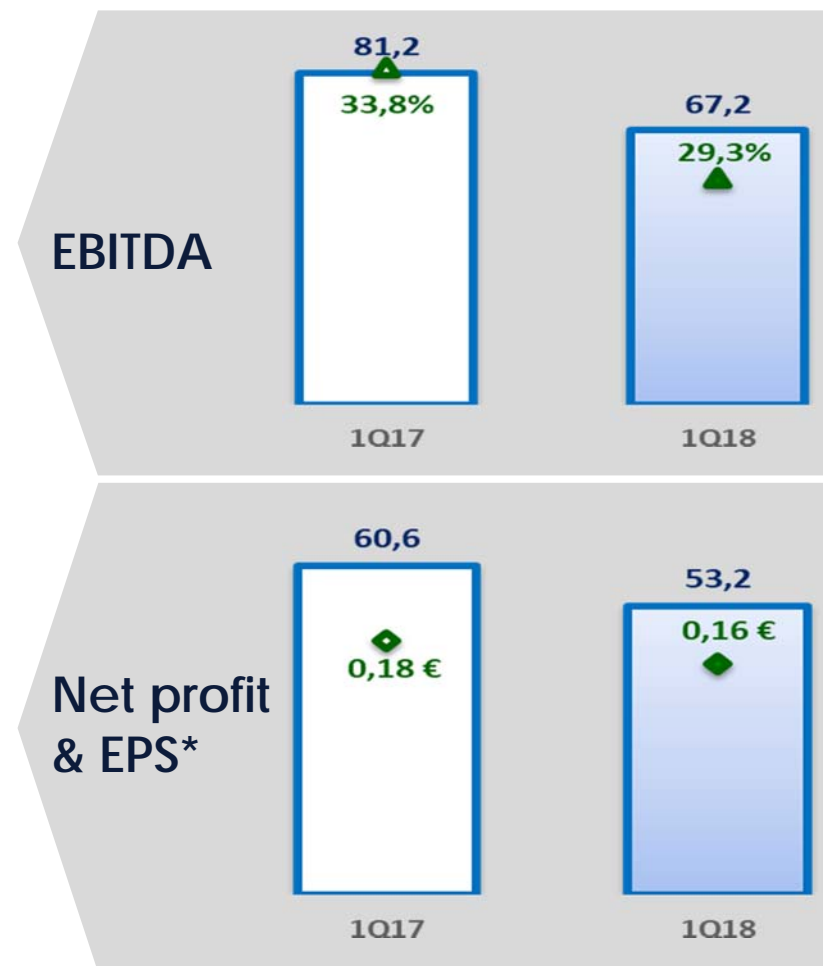 81,2
33,8%
67,2
29,3%
EBITDA
1Q17
1Q18
60,6
53,2
0,18 €
0,16 €
Net profit
& EPS*
1Q17
1Q18